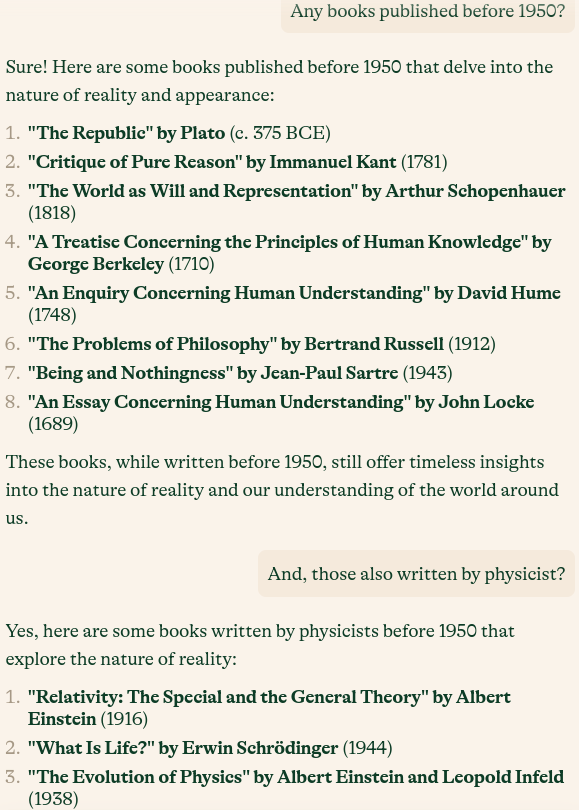 Any books published before 1950?
Sure! Here are some books published before 1950 that delve into the
nature of reality and appearance:
1. "The Republic" by Plato (c. 375 BCE)
2. "Critique of Pure Reason" by Immanuel Kant (1781)
3. "The World as Will and Representation" by Arthur Schopenhauer
(1818)
4. "A Treatise Concerning the Principles of Human Knowledge" by
George Berkeley (1710)
5. "An Enquiry Concerning Human Understanding" by David Hume
(1748)
6. "The Problems of Philosophy" by Bertrand Russell (1912)
7. "Being and Nothingness" by Jean-Paul Sartre (1943)
8. "An Essay Concerning Human Understanding" by John Locke
(1689)
These books, while written before 1950, still offer timeless insights
into the nature of reality and our understanding of the world around
us.
And, those also written by physicist?
Yes, here are some books written by physicists before 1950 that
explore the nature of reality:
1. "Relativity: The Special and the General Theory" by Albert
Einstein (1916)
2. "What Is Life?" by Erwin Schrödinger (1944)
3. "The Evolution of Physics" by Albert Einstein and Leopold Infeld
(1938)